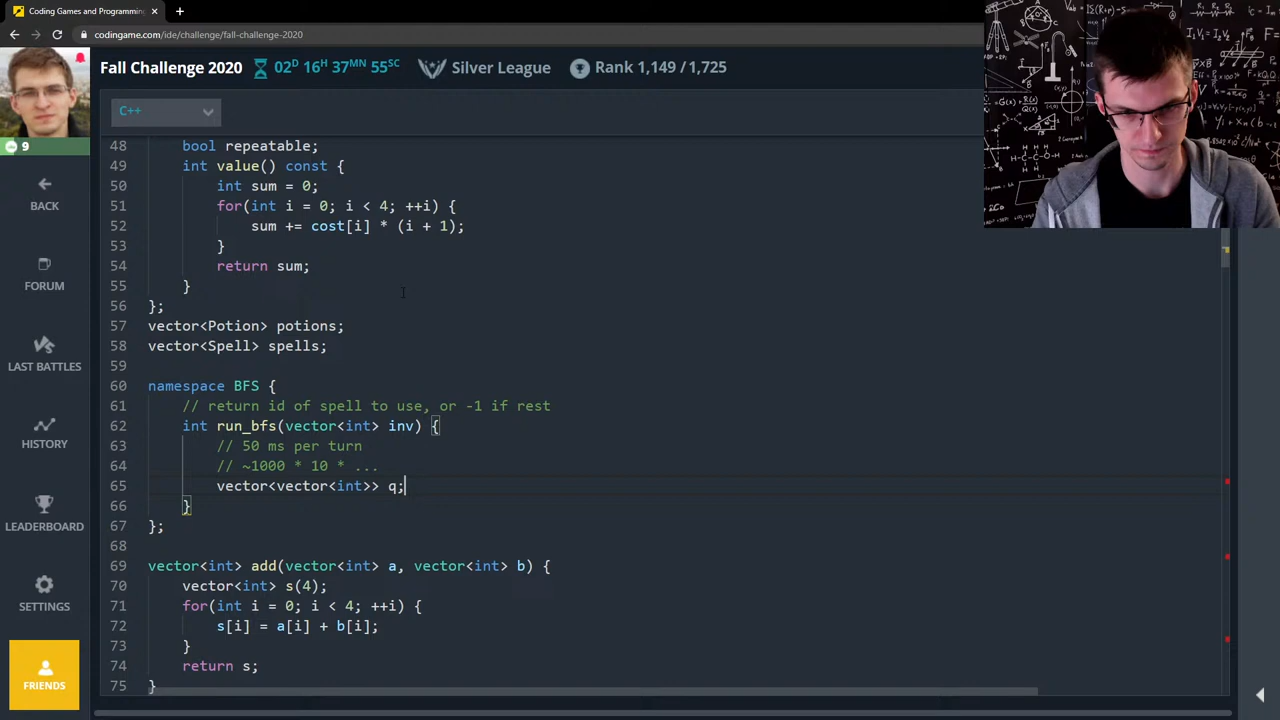 Coding Games and Programming
codingame.com/ide/challenge/fall-challenge-2020
Fall Challenge 2020
02D 16H 37MN 55SC
Silver League
Rank 1,149 / 1,725
C++
9
BACK
FORUM
LAST BATTLES
HISTORY
LEADERBOARD
SETTINGS
FRIENDS
48 bool repeatable;
49 int value() const {
50 int sum = 0;
51 for(int i = 0; i < 4; ++i) {
52 sum += cost[i] * (i + 1);
53 }
54 return sum;
55 }
56 };
57 vector<Potion> potions;
58 vector<Spell> spells;
59
60 namespace BFS {
61 // return id of spell to use, or -1 if rest
62 int run_bfs(vector<int> inv) {
63 // 50 ms per turn
64 // ~1000 * 10 * ...
65 vector<vector<int>> q;
66 }
67 };
68
69 vector<int> add(vector<int> a, vector<int> b) {
70 vector<int> s(4);
71 for(int i = 0; i < 4; ++i) {
72 s[i] = a[i] + b[i];
73 }
74 return s;
75 }